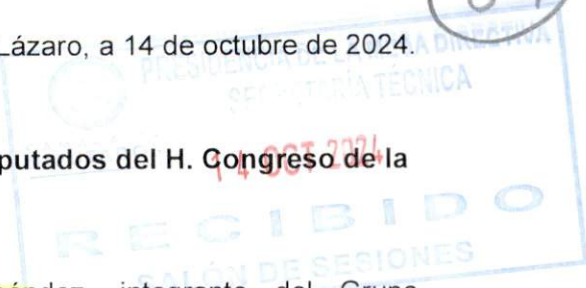 Lázaro, a 14 de octubre de 2024.
PRESIDENCIA DE LA MESA DIRECTIVA
SECRETARÍA TÉCNICA
putados del H. Congreso de la
14 OCT 2024
RECIBIDO
SALÓN DE SESIONES
integrante del Grupo